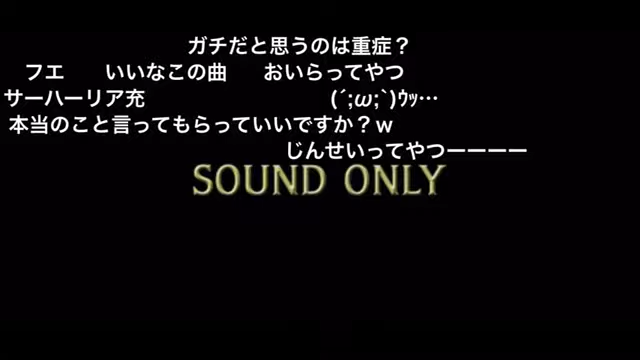 ガチだと思うのは重症？
フエ　いいなこの曲　おいらってやつ
サーハーリア充　(´;ω;`)ｳｯ…
本当のこと言ってもらっていいですか？ｗ
じんせいってやつーーーー
SOUND ONLY